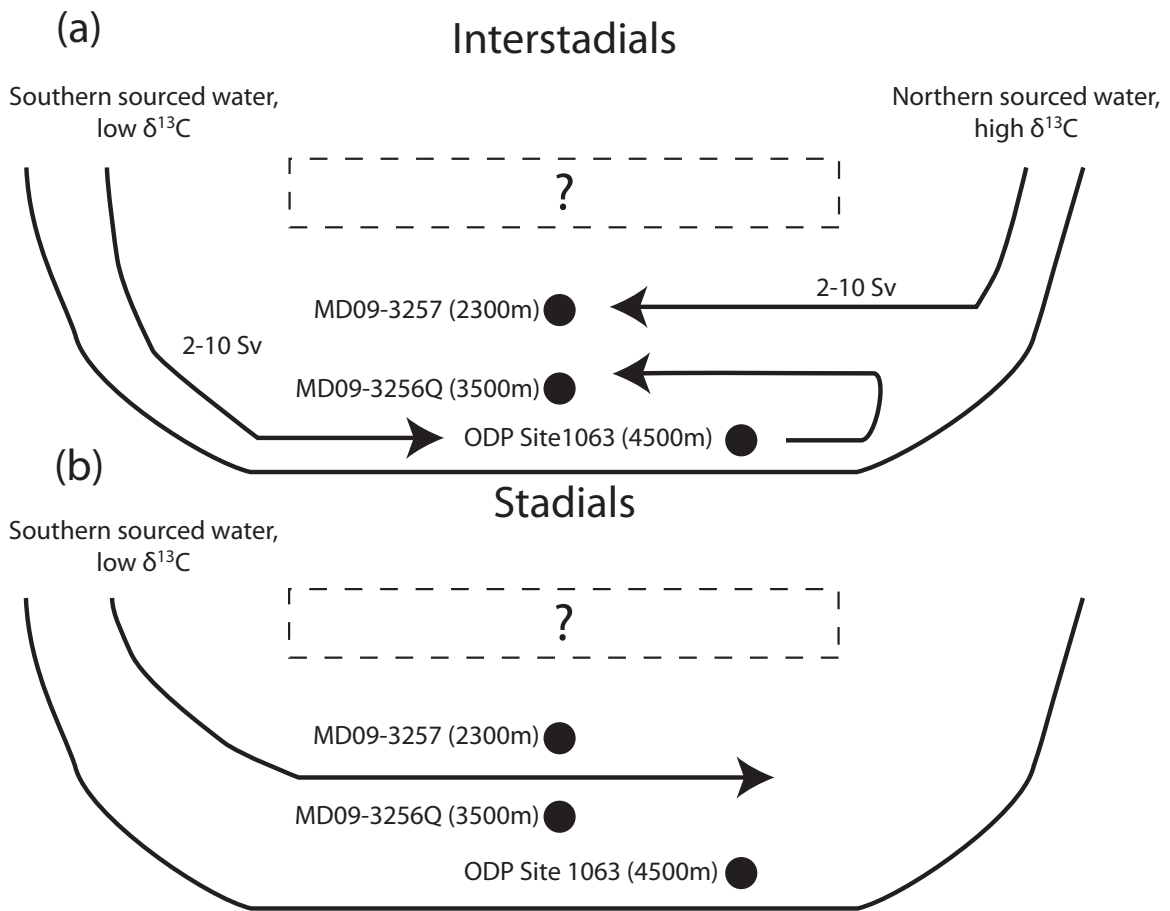 (a)
Interstadials
Southern sourced water,
low δ¹³C
Northern sourced water,
high δ¹³C
?
2-10 Sv
MD09-3257 (2300m)
2-10 Sv
MD09-3256Q (3500m)
ODP Site1063 (4500m)
(b)
Stadials
Southern sourced water,
low δ¹³C
?
MD09-3257 (2300m)
MD09-3256Q (3500m)
ODP Site 1063 (4500m)